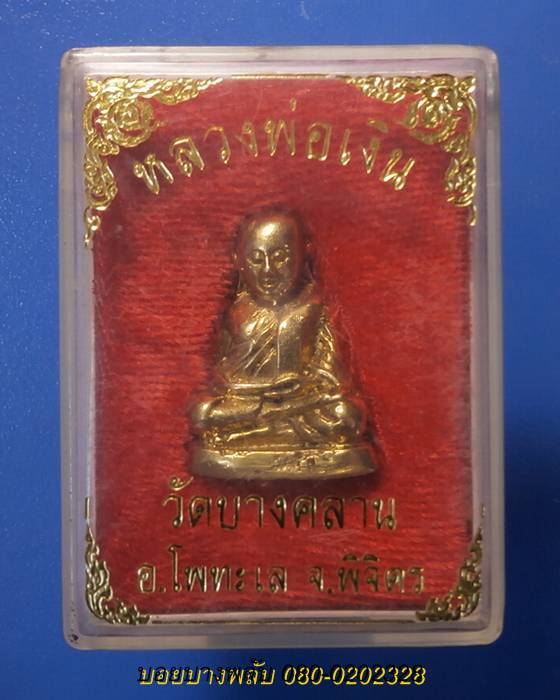 หลวงพ่อเงิน
วัดบางคลาน
อ.โพทะเล จ.พิจิตร
บอยบางพลับ 080-0202328